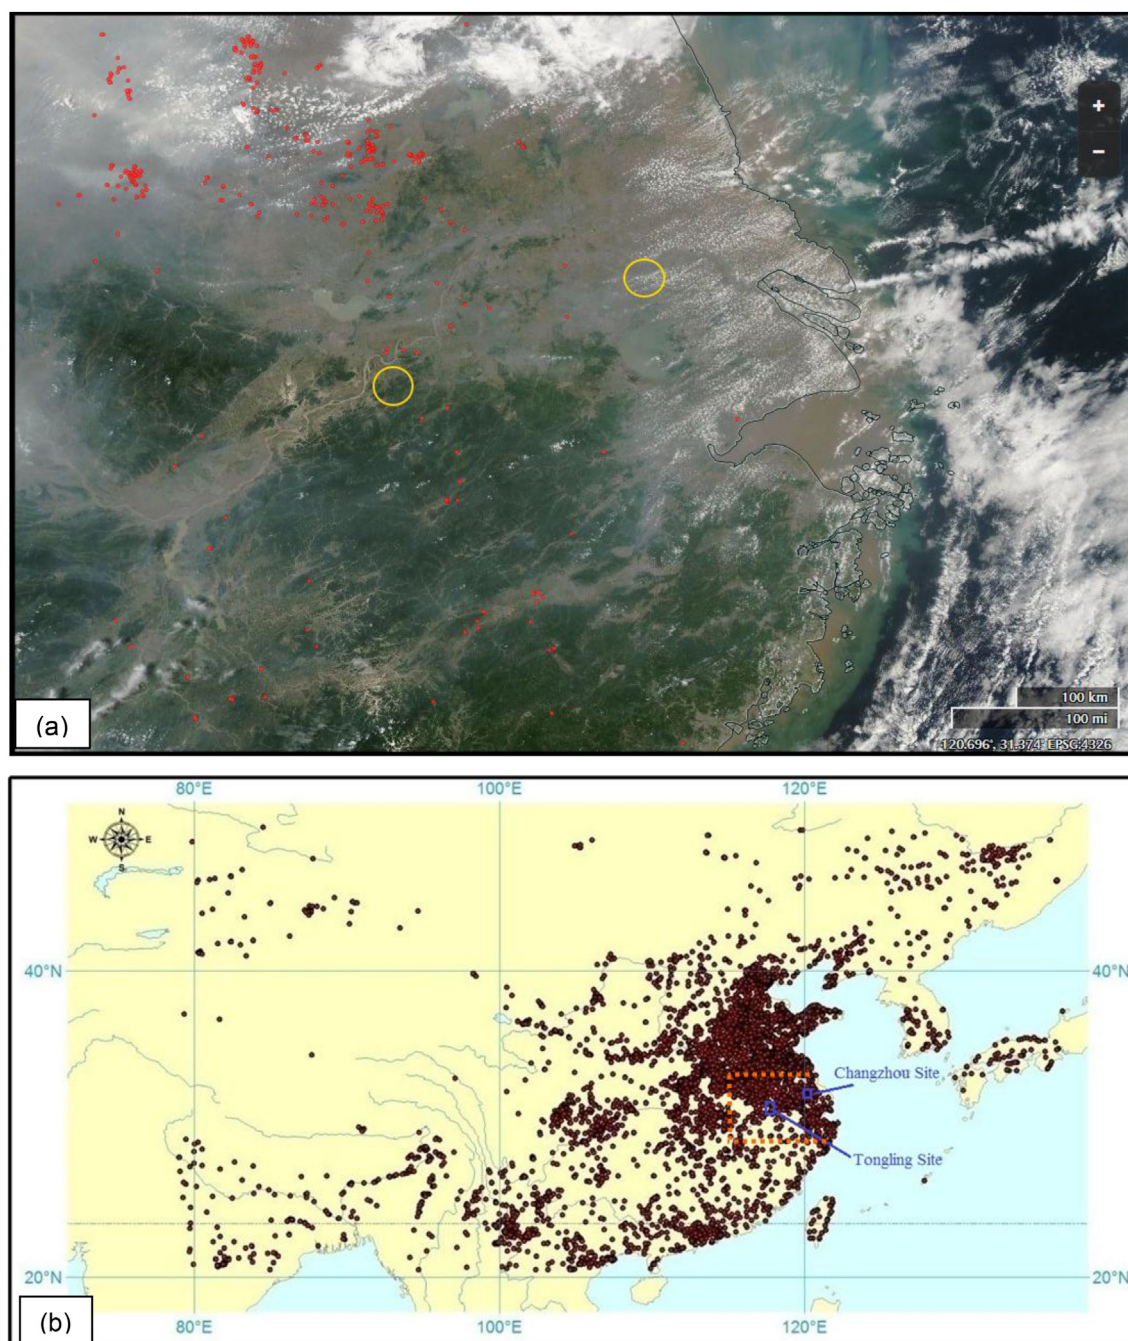 +
−
100 km
100 mi
120.696°, 31.374° EPSG:4326
(a)
80°E 100°E 120°E
N
W E
S
40°N 40°N
Changzhou Site
Tongling Site
20°N 20°N
(b)
80°E 100°E 120°E